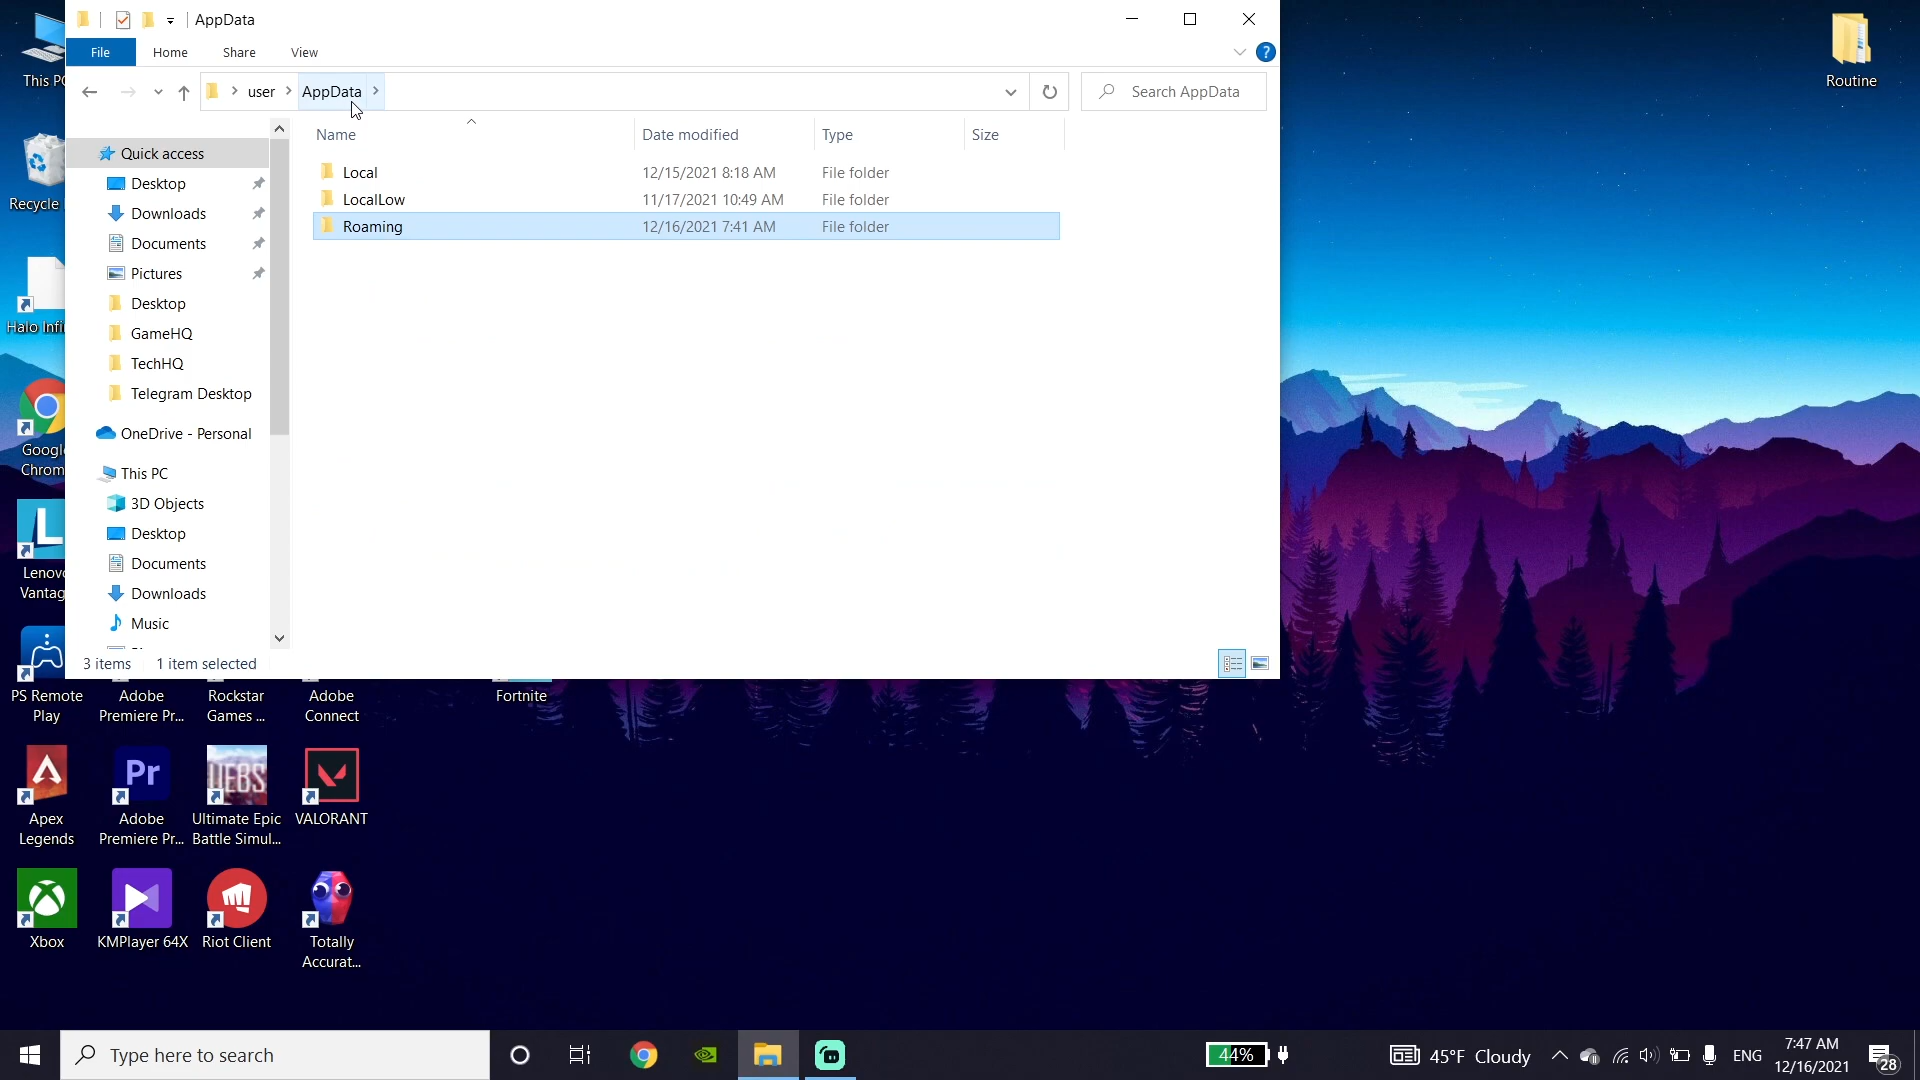 AppData
File Home Share View
user AppData
Search AppData
Name Date modified Type Size
Quick access
Desktop
Downloads
Documents
Pictures
Desktop
GameHQ
TechHQ
Telegram Desktop
OneDrive - Personal
This PC
3D Objects
Desktop
Documents
Downloads
Music
Local 12/15/2021 8:18 AM File folder
LocalLow 11/17/2021 10:49 AM File folder
Roaming 12/16/2021 7:41 AM File folder
3 items 1 item selected
This PC
Recycle
Halo Infi
Googl
Chrom
Lenovo
Vantag
PS Remote
Play
Adobe
Premiere Pr...
Rockstar
Games ...
Adobe
Connect
Fortnite
Apex
Legends
Pr
Adobe
Premiere Pr...
UEBS
Ultimate Epic
Battle Simul...
VALORANT
Xbox
KMPlayer 64X
Riot Client
Totally
Accurat...
Routine
Type here to search
44%
45°F Cloudy
ENG
7:47 AM
12/16/2021
28